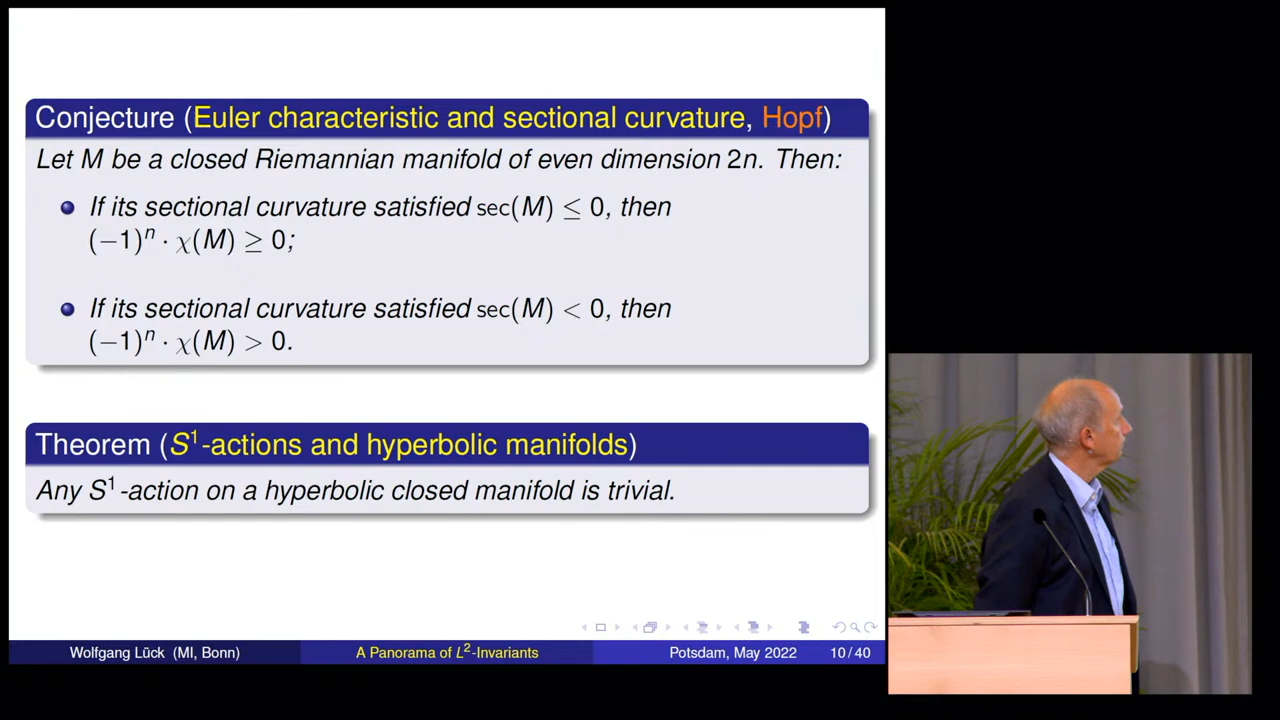 Conjecture (Euler characteristic and sectional curvature, Hopf)
Let M be a closed Riemannian manifold of even dimension 2n. Then:
If its sectional curvature satisfied sec(M) ≤ 0, then
(−1)ⁿ · χ(M) ≥ 0;
If its sectional curvature satisfied sec(M) < 0, then
(−1)ⁿ · χ(M) > 0.
Theorem (S¹-actions and hyperbolic manifolds)
Any S¹-action on a hyperbolic closed manifold is trivial.
Wolfgang Lück (MI, Bonn) A Panorama of L²-Invariants Potsdam, May 2022 10 / 40